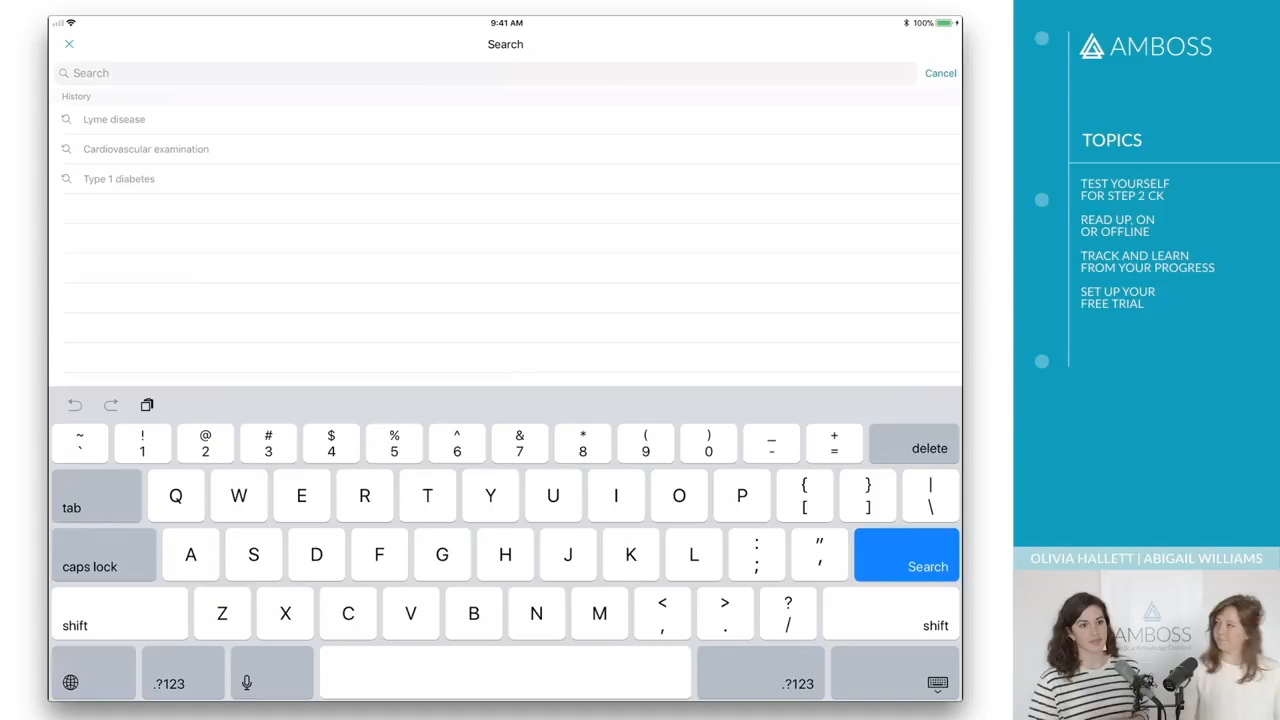 9:41 AM
100%
Search
Search
Cancel
History
Lyme disease
Cardiovascular examination
Type 1 diabetes
~ ! @ # $ % ^ & * ( ) _ +
` 1 2 3 4 5 6 7 8 9 0 - = delete
tab Q W E R T Y U I O P { [ } ] | \
caps lock A S D F G H J K L : ; " ' Search
shift Z X C V B N M < , > . ? / shift
.?123 .?123
AMBOSS
TOPICS
TEST YOURSELF
FOR STEP 2 CK
READ UP, ON
OR OFFLINE
TRACK AND LEARN
FROM YOUR PROGRESS
SET UP YOUR
FREE TRIAL
OLIVIA HALLETT | ABIGAIL WILLIAMS
AMBOSS